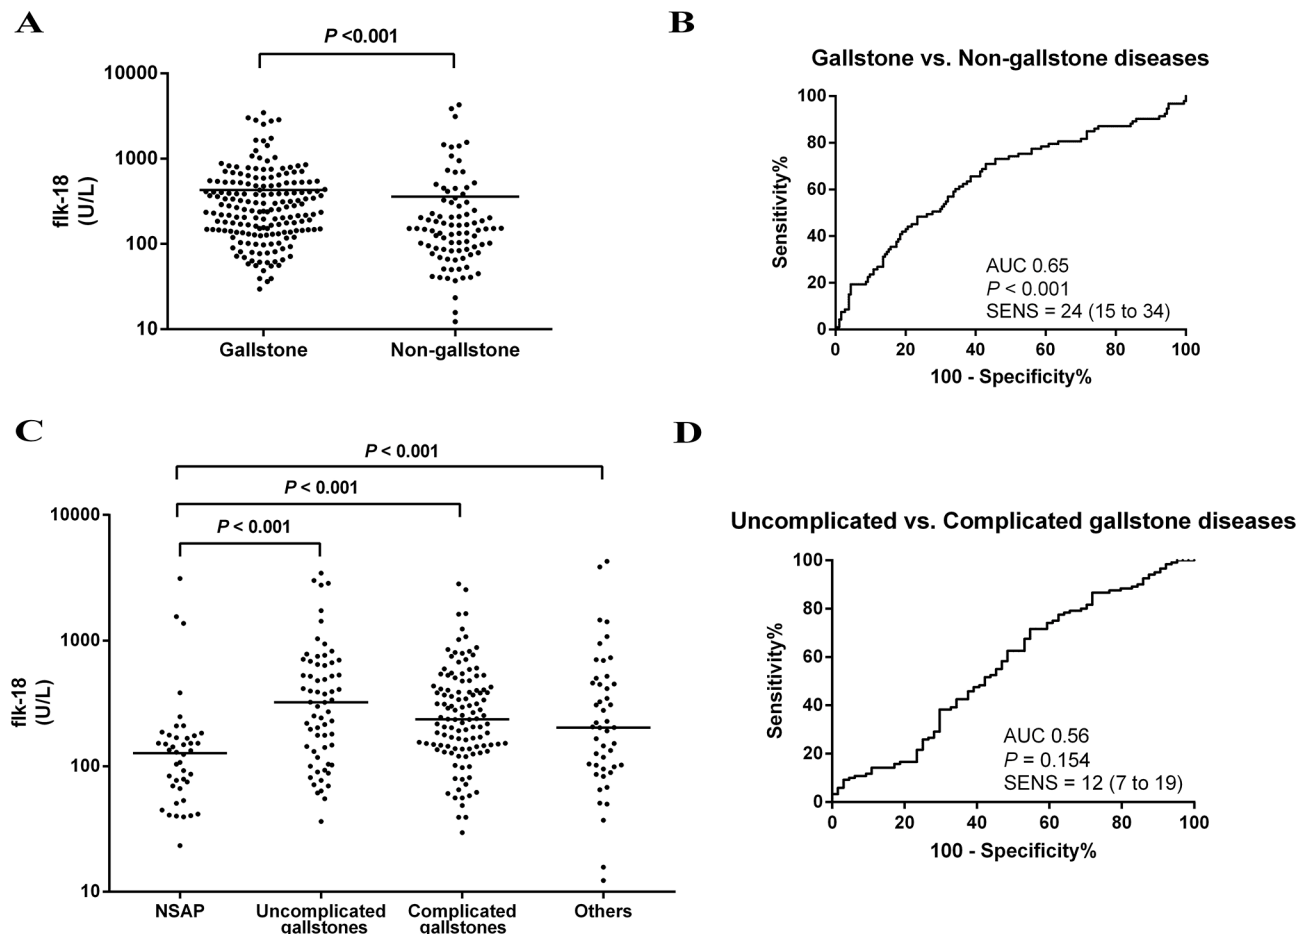 A
P <0.001
10000
1000
100
10
flk-18
(U/L)
Gallstone
Non-gallstone
B
Gallstone vs. Non-gallstone diseases
100
80
60
40
20
0
Sensitivity%
AUC 0.65
P < 0.001
SENS = 24 (15 to 34)
0 20 40 60 80 100
100 - Specificity%
C
P < 0.001
P < 0.001
P < 0.001
10000
1000
100
10
flk-18
(U/L)
NSAP
Uncomplicated
gallstones
Complicated
gallstones
Others
D
Uncomplicated vs. Complicated gallstone diseases
100
80
60
40
20
0
Sensitivity%
AUC 0.56
P = 0.154
SENS = 12 (7 to 19)
0 20 40 60 80 100
100 - Specificity%